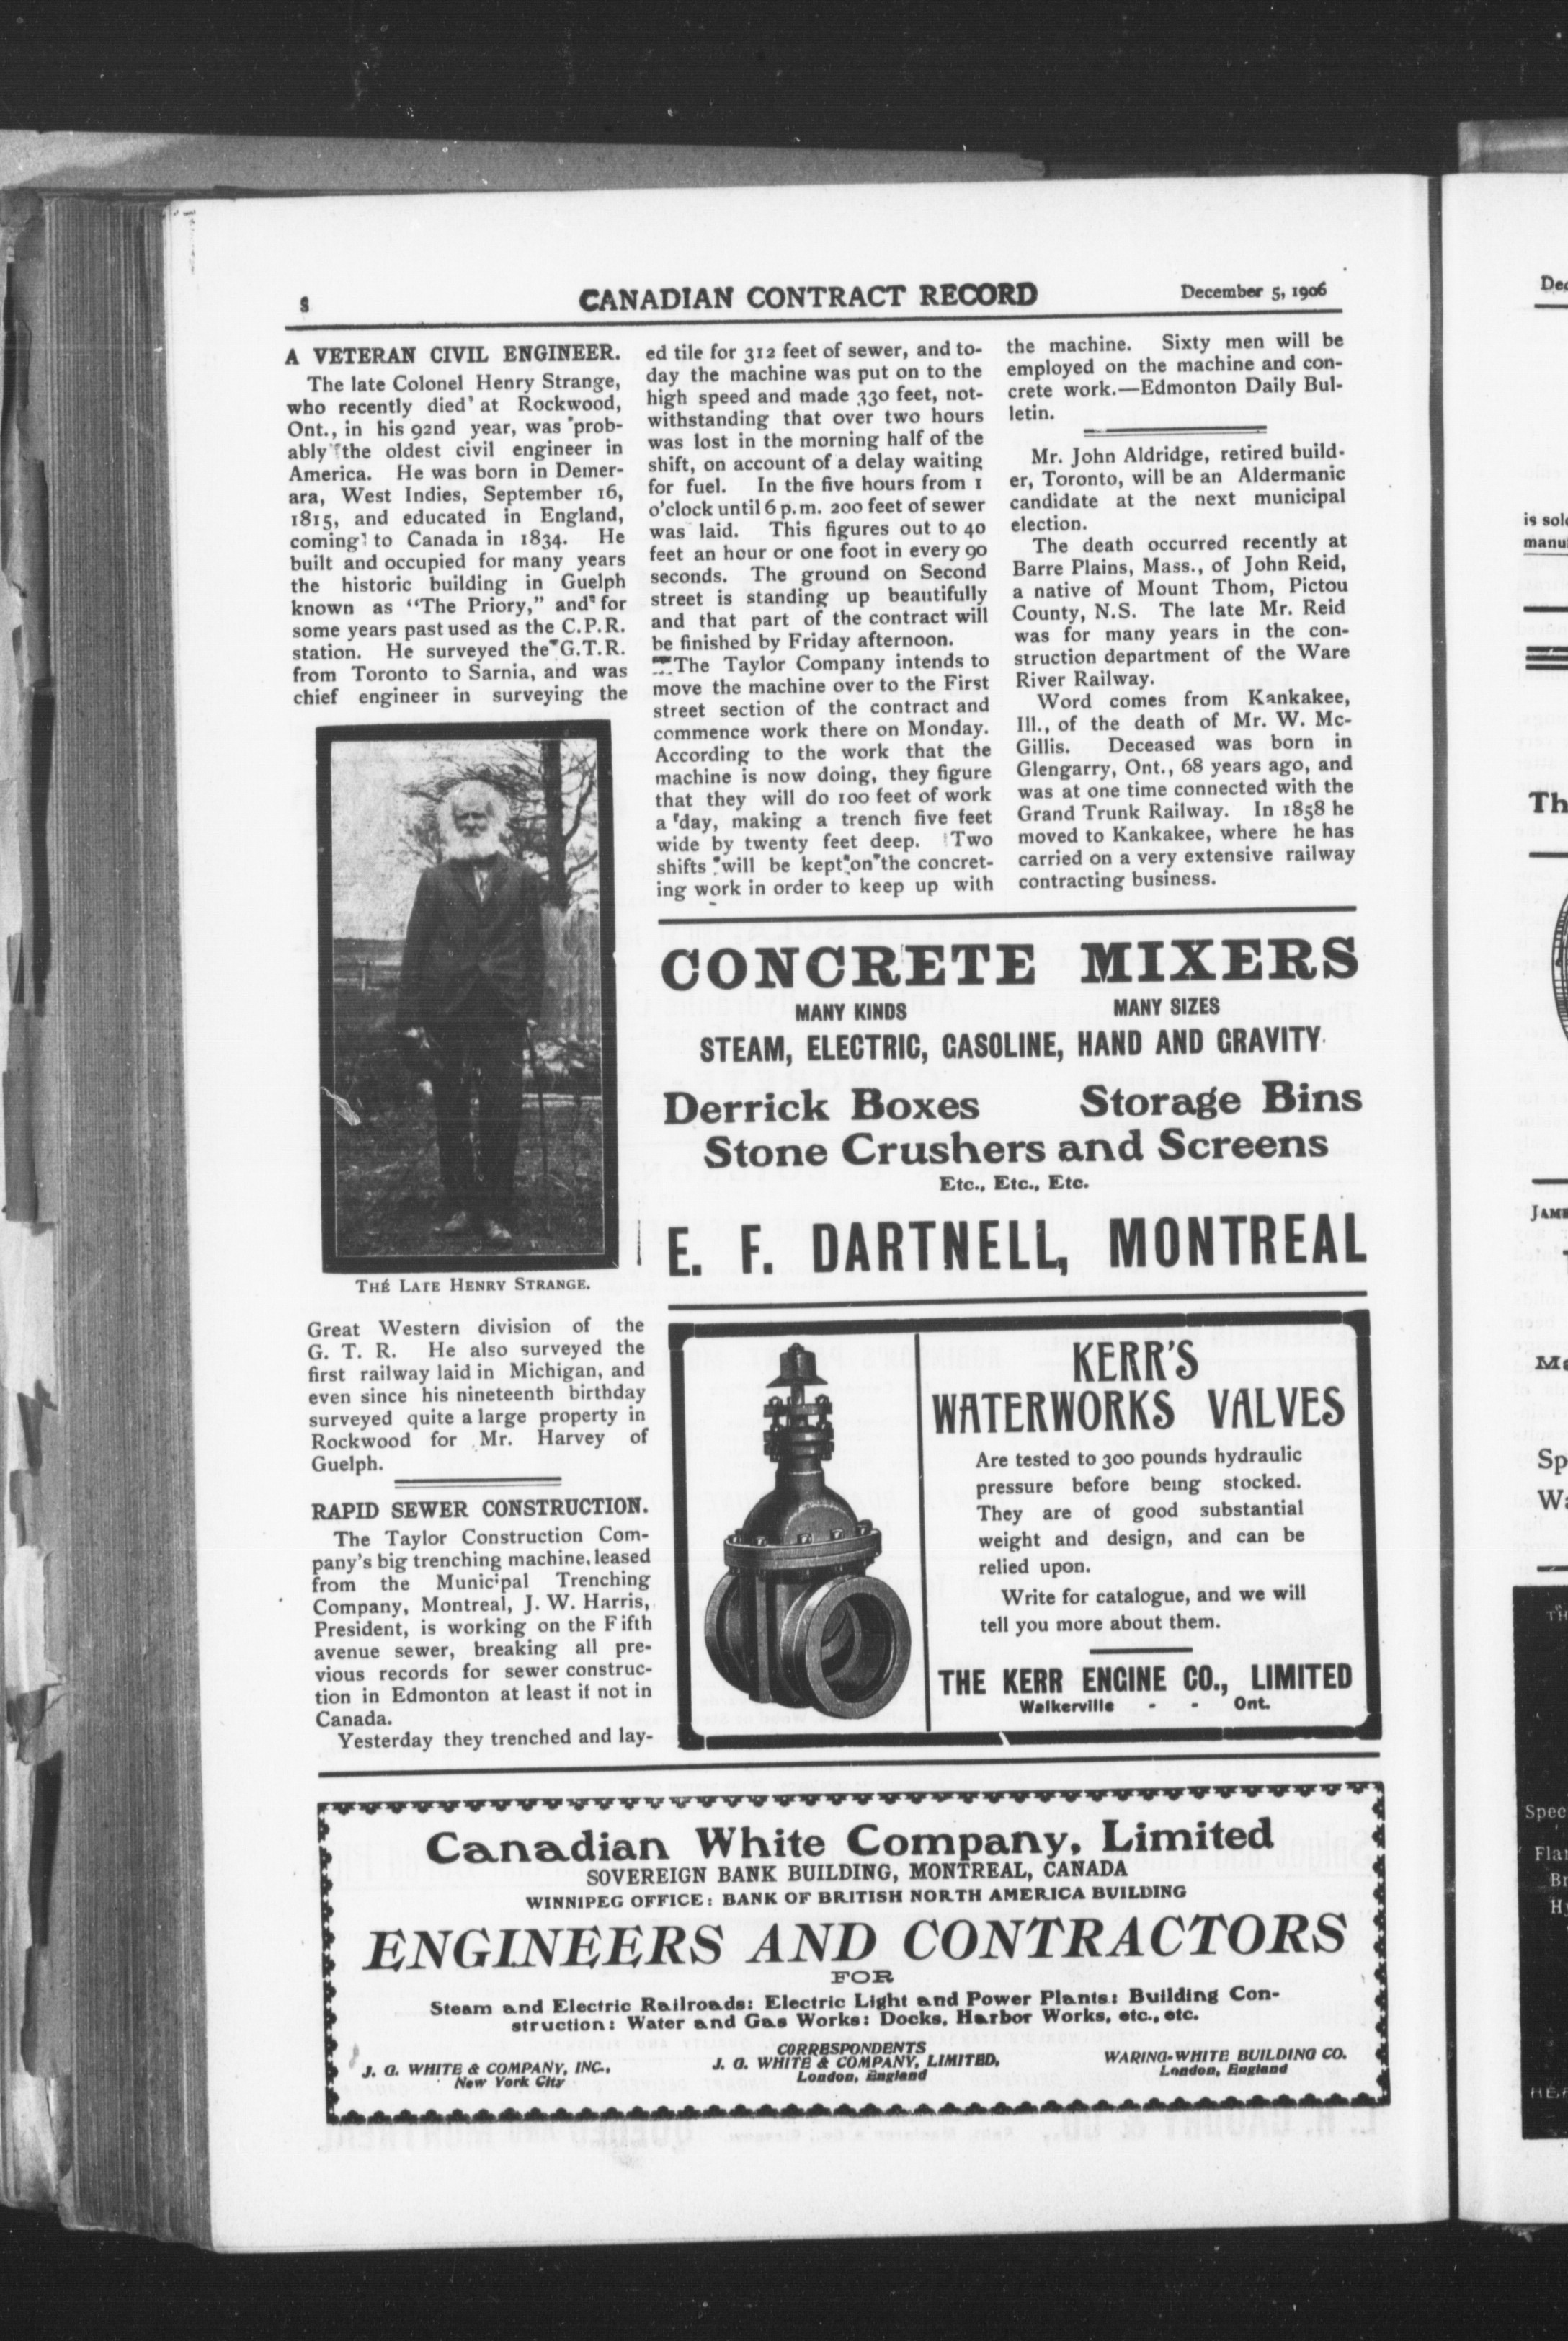 8
CANADIAN CONTRACT RECORD
December 5, 1906
A VETERAN CIVIL ENGINEER.
The late Colonel Henry Strange,
who recently died at Rockwood,
Ont., in his 92nd year, was prob-
ably the oldest civil engineer in
America. He was born in Demer-
ara, West Indies, September 16,
1815, and educated in England,
coming to Canada in 1834. He
built and occupied for many years
the historic building in Guelph
known as "The Priory," and for
some years past used as the C.P.R.
station. He surveyed the G.T.R.
from Toronto to Sarnia, and was
chief engineer in surveying the
THE LATE HENRY STRANGE.
Great Western division of the
G. T. R. He also surveyed the
first railway laid in Michigan, and
even since his nineteenth birthday
surveyed quite a large property in
Rockwood for Mr. Harvey of
Guelph.
RAPID SEWER CONSTRUCTION.
The Taylor Construction Com-
pany's big trenching machine, leased
from the Municipal Trenching
Company, Montreal, J. W. Harris,
President, is working on the Fifth
avenue sewer, breaking all pre-
vious records for sewer construc-
tion in Edmonton at least if not in
Canada.
Yesterday they trenched and lay-
ed tile for 312 feet of sewer, and to-
day the machine was put on to the
high speed and made 330 feet, not-
withstanding that over two hours
was lost in the morning half of the
shift, on account of a delay waiting
for fuel. In the five hours from 1
o'clock until 6 p.m. 200 feet of sewer
was laid. This figures out to 40
feet an hour or one foot in every 90
seconds. The ground on Second
street is standing up beautifully
and that part of the contract will
be finished by Friday afternoon.
The Taylor Company intends to
move the machine over to the First
street section of the contract and
commence work there on Monday.
According to the work that the
machine is now doing, they figure
that they will do 100 feet of work
a day, making a trench five feet
wide by twenty feet deep. Two
shifts will be kept on the concret-
ing work in order to keep up with
the machine. Sixty men will be
employed on the machine and con-
crete work.—Edmonton Daily Bul-
letin.
Mr. John Aldridge, retired build-
er, Toronto, will be an Aldermanic
candidate at the next municipal
election.
The death occurred recently at
Barre Plains, Mass., of John Reid,
a native of Mount Thom, Pictou
County, N.S. The late Mr. Reid
was for many years in the con-
struction department of the Ware
River Railway.
Word comes from Kankakee,
Ill., of the death of Mr. W. Mc-
Gillis. Deceased was born in
Glengarry, Ont., 68 years ago, and
was at one time connected with the
Grand Trunk Railway. In 1858 he
moved to Kankakee, where he has
carried on a very extensive railway
contracting business.
CONCRETE MIXERS
MANY KINDS MANY SIZES
STEAM, ELECTRIC, GASOLINE, HAND AND GRAVITY.
Derrick Boxes Storage Bins
Stone Crushers and Screens
Etc., Etc., Etc.
E. F. DARTNELL, MONTREAL
KERR'S
WATERWORKS VALVES
Are tested to 300 pounds hydraulic
pressure before being stocked.
They are of good substantial
weight and design, and can be
relied upon.
Write for catalogue, and we will
tell you more about them.
THE KERR ENGINE CO., LIMITED
Walkerville - - Ont.
Canadian White Company, Limited
SOVEREIGN BANK BUILDING, MONTREAL, CANADA
WINNIPEG OFFICE: BANK OF BRITISH NORTH AMERICA BUILDING
ENGINEERS AND CONTRACTORS
FOR
Steam and Electric Railroads: Electric Light and Power Plants: Building Con-
struction: Water and Gas Works: Docks, Harbor Works, etc., etc.
CORRESPONDENTS
J. G. WHITE & COMPANY, INC.,
New York City
J. G. WHITE & COMPANY, LIMITED,
London, England
WARING-WHITE BUILDING CO.
London, England